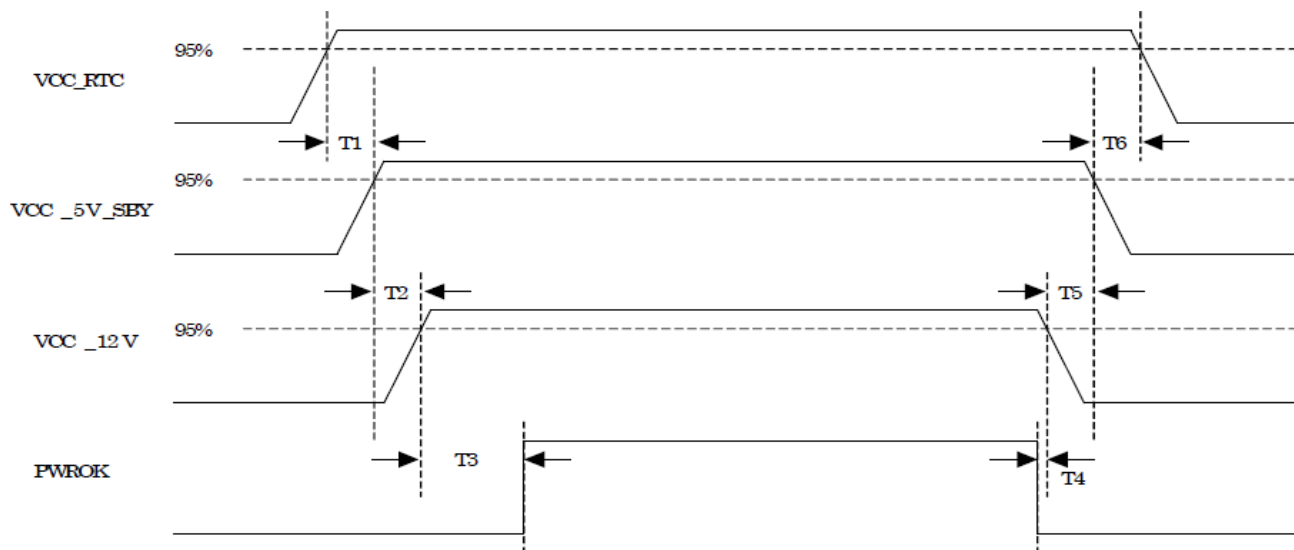 95%
VCC_RTC
T1
T6
95%
VCC _5V_SBY
T2
T5
95%
VCC _12 V
T3
T4
PWROK